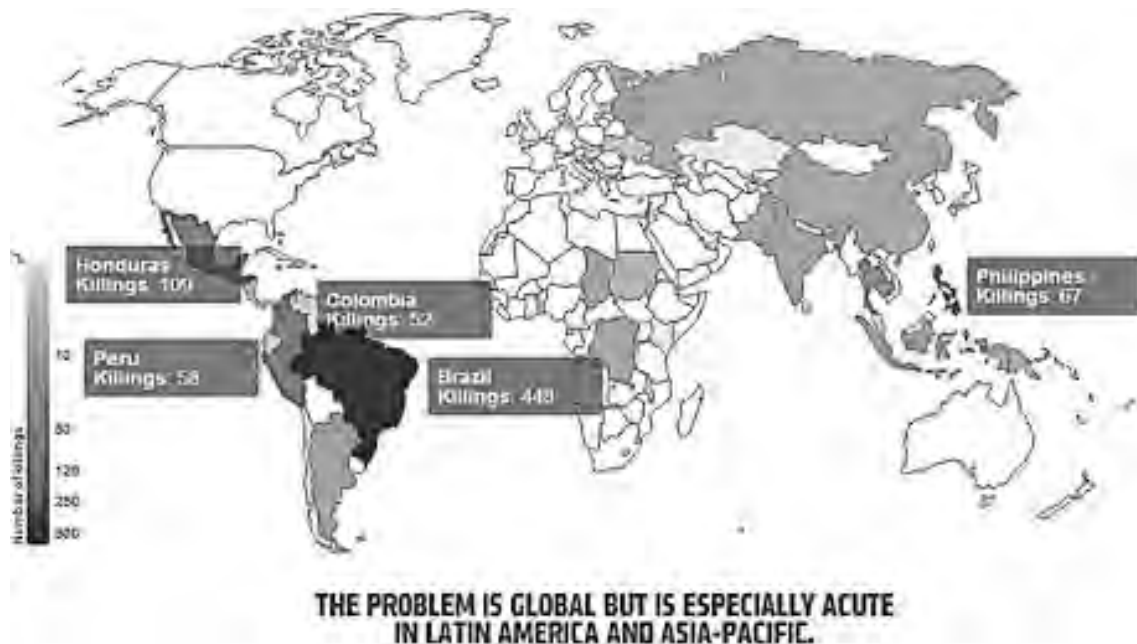 Honduras
Killings: 109
Colombia
Killings: 52
Philippines
Killings: 67
Peru
Killings: 58
Brazil
Killings: 448
Number of killings
10
50
120
250
500
THE PROBLEM IS GLOBAL BUT IS ESPECIALLY ACUTE
IN LATIN AMERICA AND ASIA-PACIFIC.